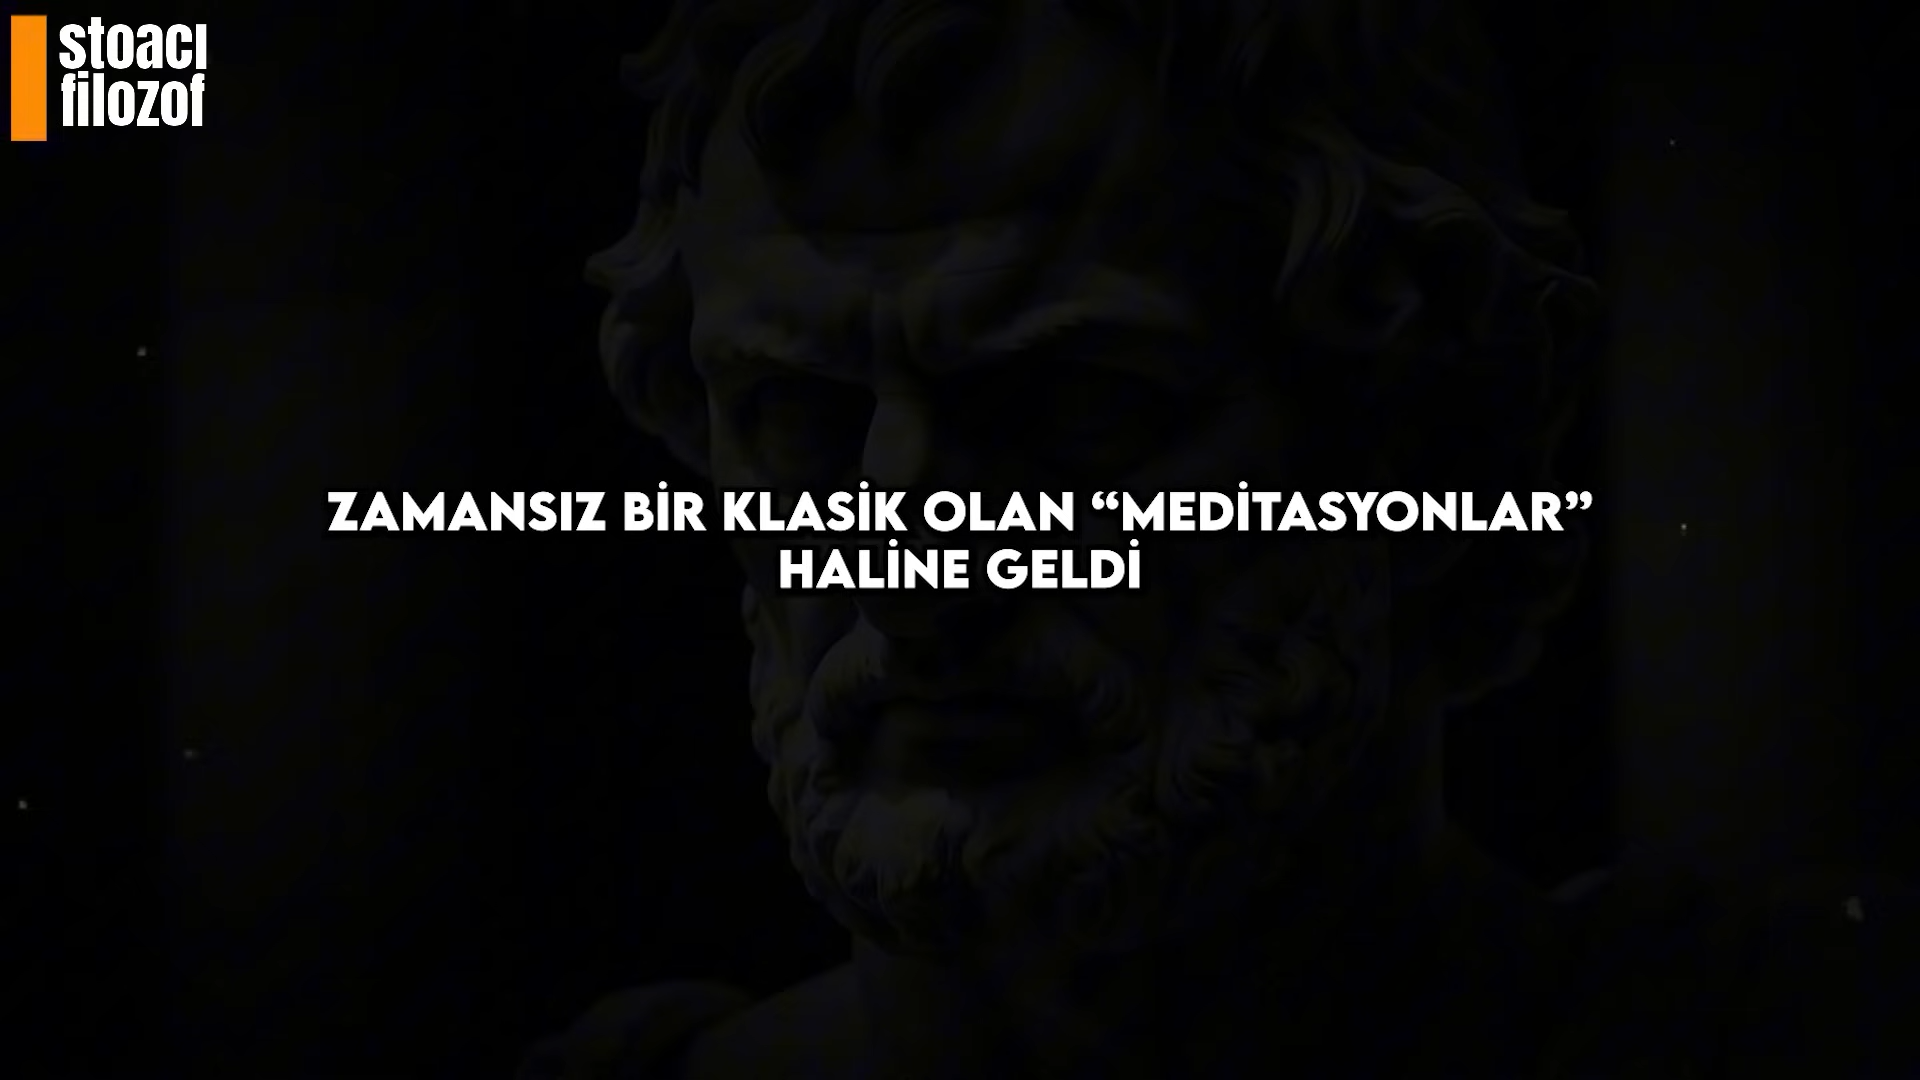 stoacı
filozof
ZAMANSIZ BİR KLASİK OLAN “MEDİTASYONLAR”
HALİNE GELDİ